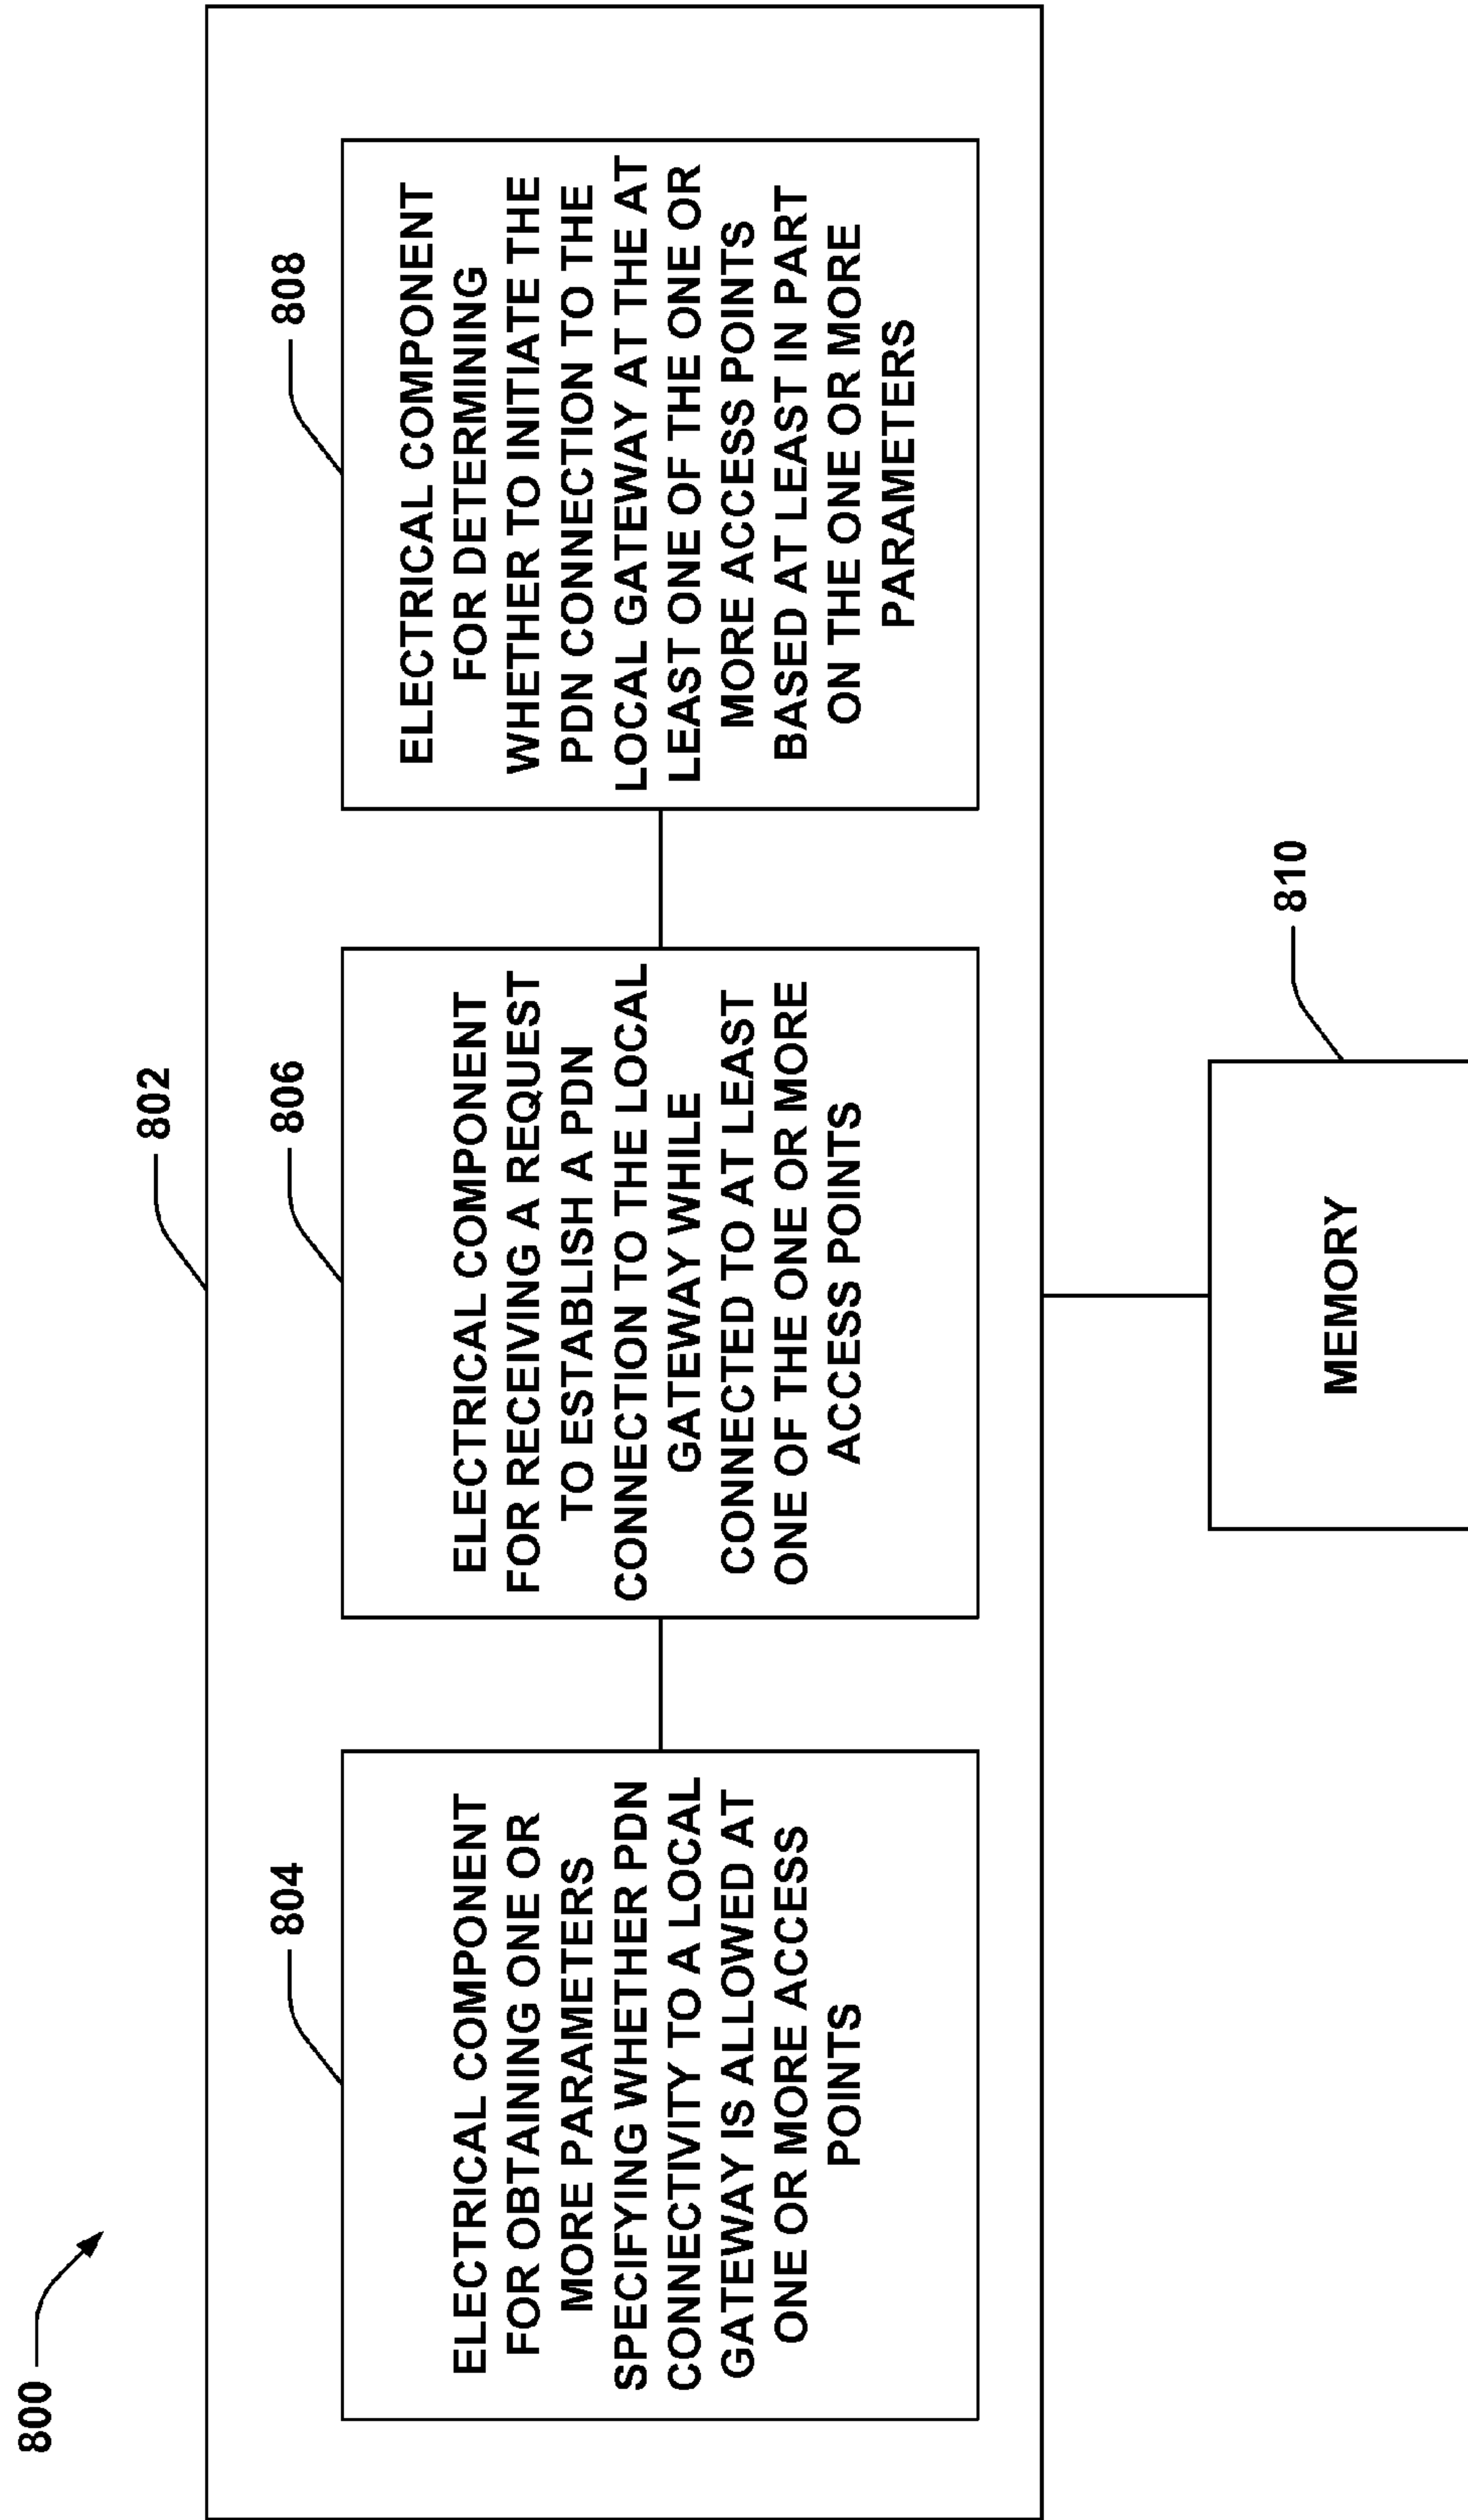 800
802
804
ELECTRICAL COMPONENT
FOR OBTAINING ONE OR
MORE PARAMETERS
SPECIFYING WHETHER PDN
CONNECTIVITY TO A LOCAL
GATEWAY IS ALLOWED AT
ONE OR MORE ACCESS
POINTS
806
ELECTRICAL COMPONENT
FOR RECEIVING A REQUEST
TO ESTABLISH A PDN
CONNECTION TO THE LOCAL
GATEWAY WHILE
CONNECTED TO AT LEAST
ONE OF THE ONE OR MORE
ACCESS POINTS
808
ELECTRICAL COMPONENT
FOR DETERMINING
WHETHER TO INITIATE THE
PDN CONNECTION TO THE
LOCAL GATEWAY AT THE AT
LEAST ONE OF THE ONE OR
MORE ACCESS POINTS
BASED AT LEAST IN PART
ON THE ONE OR MORE
PARAMETERS
810
MEMORY